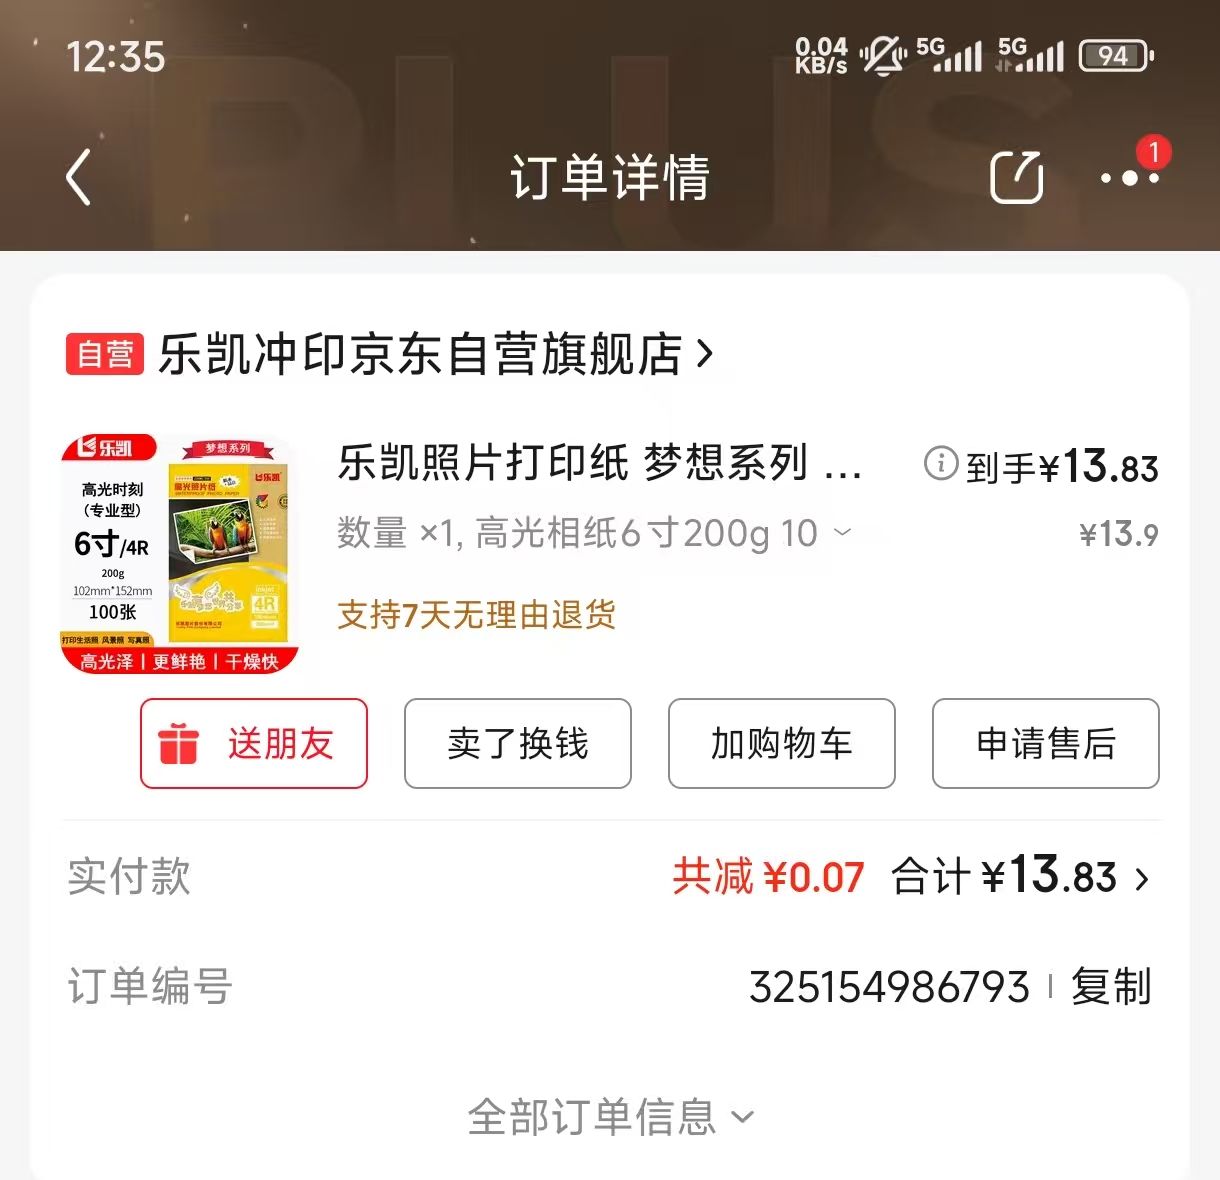 12:35
0.04 KB/s 5G 5G 94
PLUS
订单详情
1
自营 乐凯冲印京东自营旗舰店
乐凯
高光时刻
（专业型）
6寸/4R
200g
102mm*152mm
100张
打印生活照 风景照 写真照
高光泽 | 更鲜艳 | 干燥快
梦想系列
高光照片纸
乐凯
inkjet
4R
乐凯照片打印纸 梦想系列 ...
到手¥13.83
数量 ×1, 高光相纸6寸200g 10
¥13.9
支持7天无理由退货
送朋友
卖了换钱
加购物车
申请售后
实付款
共减 ¥0.07 合计 ¥13.83
订单编号
325154986793 | 复制
全部订单信息